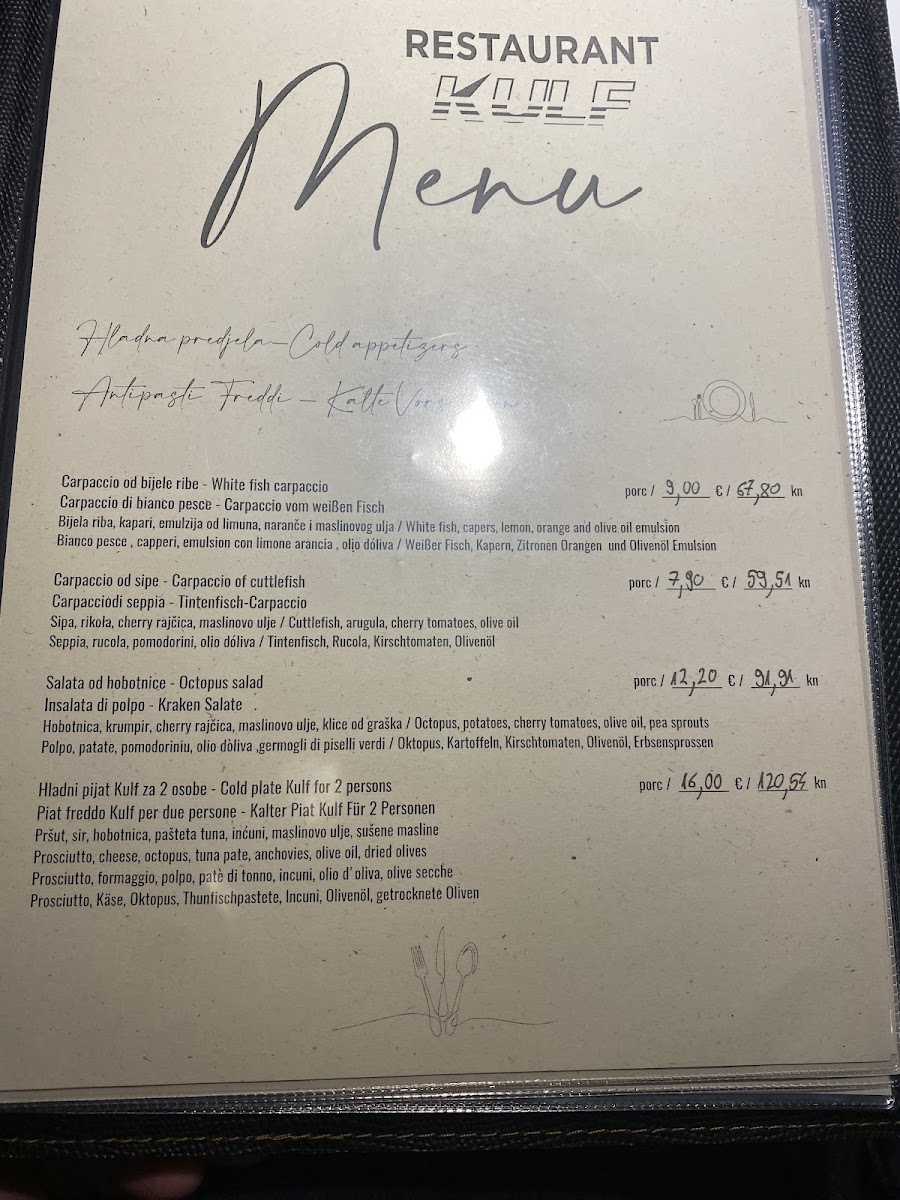 RESTAURANT
KULF
Menu
Hladna predjela - Cold appetizers
Antipasti Freddi - Kalte
Carpaccio od bijele ribe - White fish carpaccio
porc / 9,00 € / 67,80 kn
Carpaccio di bianco pesce - Carpaccio vom weißen Fisch
Bijela riba, kapari, emulzija od limuna, naranče i maslinovog ulja / White fish, capers, lemon, orange and olive oil emulsion
Bianco pesce , capperi, emulsion con limone arancia , olio dóliva / Weißer Fisch, Kapern, Zitronen Orangen und Olivenöl Emulsion
Carpaccio od sipe - Carpaccio of cuttlefish
porc / 7,90 € / 59,51 kn
Carpacciodi seppia - Tintenfisch-Carpaccio
Sipa, rikola, cherry rajčica, maslinovo ulje / Cuttlefish, arugula, cherry tomatoes, olive oil
Seppia, rucola, pomodorini, olio dóliva / Tintenfisch, Rucola, Kirschtomaten, Olivenöl
Salata od hobotnice - Octopus salad
porc / 12,20 € / 91,91 kn
Insalata di polpo - Kraken Salate .
Hobotnica, krumpir, cherry rajčica, maslinovo ulje, klice od graška / Octopus, potatoes, cherry tomatoes, olive oil, pea sprouts
Polpo, patate, pomodoriniu, olio dòliva ,germogli di piselli verdi / Oktopus, Kartoffeln, Kirschtomaten, Olivenöl, Erbsensprossen
Hladni pijat Kulf za 2 osobe - Cold plate Kulf for 2 persons
porc / 16,00 € / 120,54 kn
Piat freddo Kulf per due persone - Kalter Piat Kulf Für 2 Personen
Pršut, sir, hobotnica, pašteta tuna, inćuni, maslinovo ulje, sušene masline
Prosciutto, cheese, octopus, tuna pate, anchovies, olive oil, dried olives
Prosciutto, formaggio, polpo, patè di tonno, incuni, olio d'oliva, olive secche
Prosciutto, Käse, Oktopus, Thunfischpastete, Incuni, Olivenöl, getrocknete Oliven